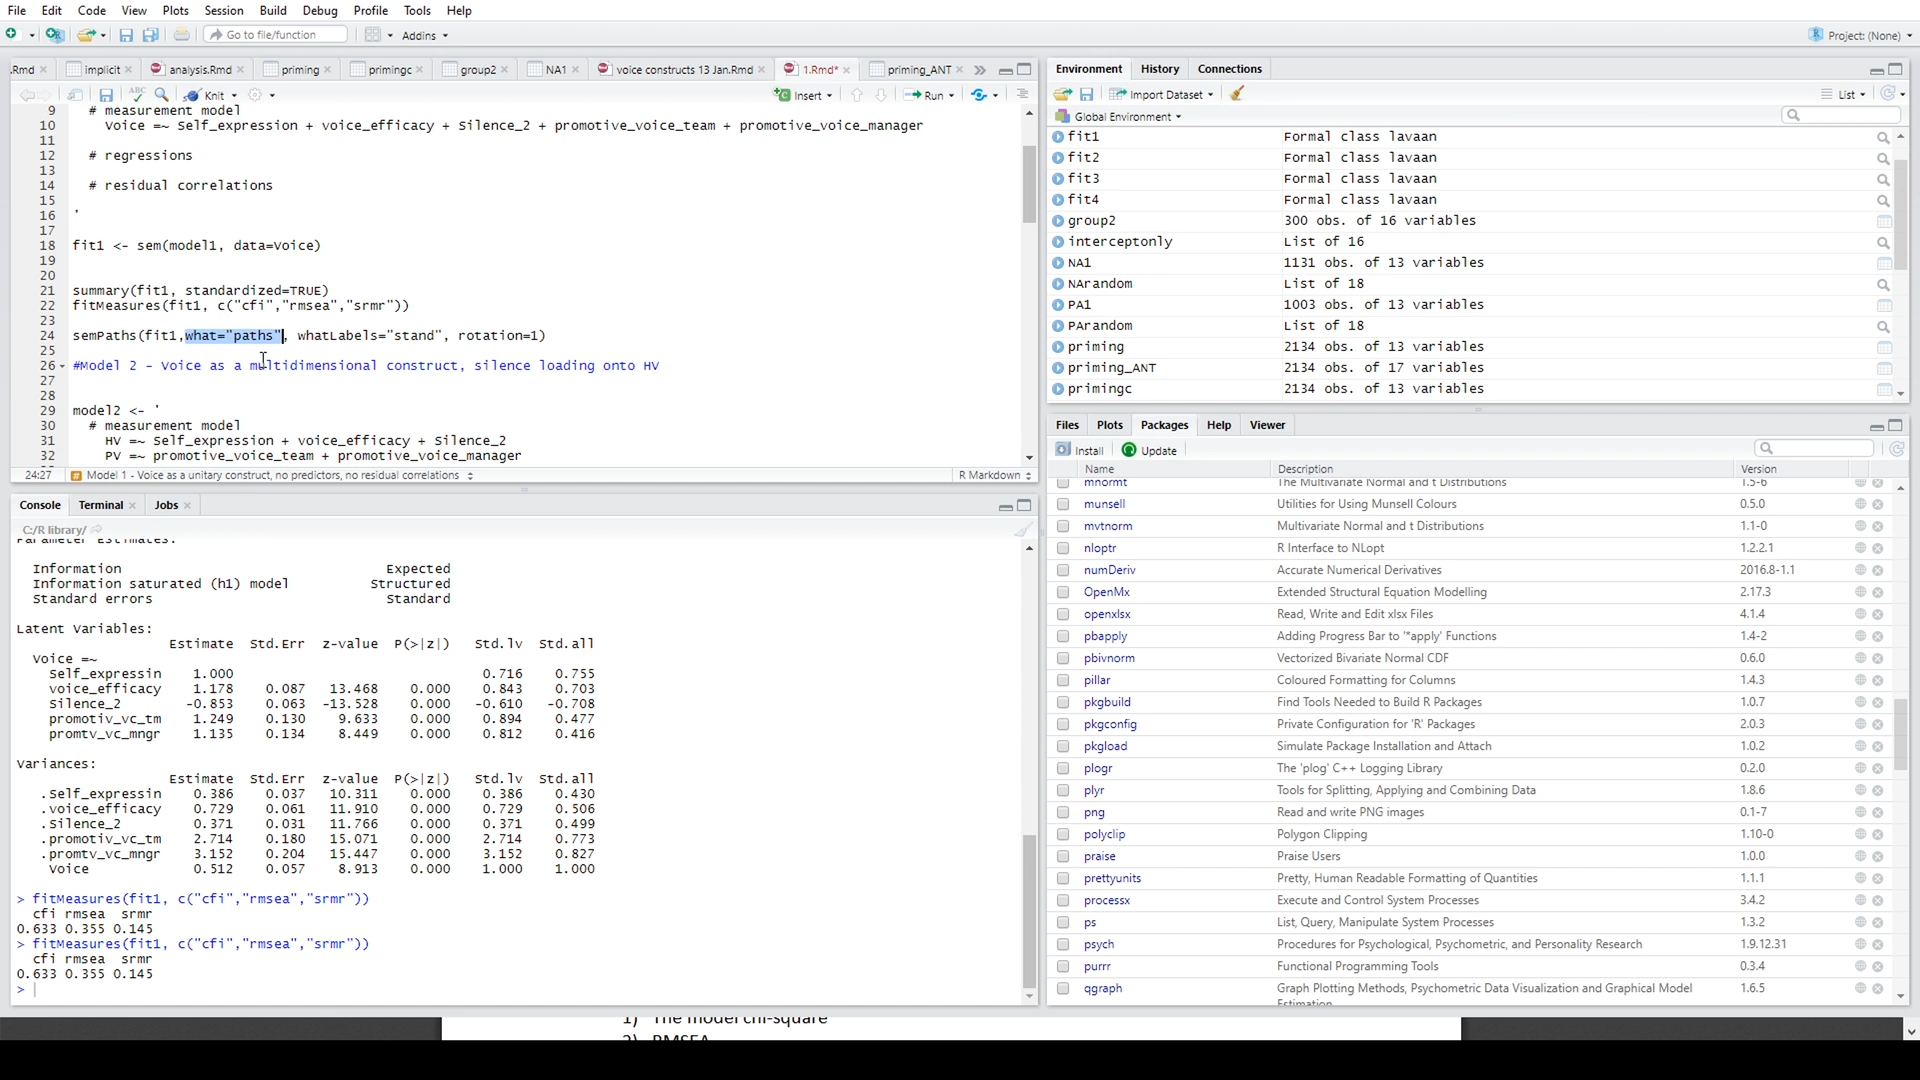 File Edit Code View Plots Session Build Debug Profile Tools Help
Go to file/function
Addins
Project: (None)
.Rmd implicit analysis.Rmd priming primingc group2 NA1 voice constructs 13 Jan.Rmd 1.Rmd* priming_ANT
Knit Insert Run
9 # measurement model
10 Voice =~ Self_expression + voice_efficacy + Silence_2 + promotive_voice_team + promotive_voice_manager
11
12 # regressions
13
14 # residual correlations
15
16 '
17
18 fit1 <- sem(model1, data=Voice)
19
20
21 summary(fit1, standardized=TRUE)
22 fitMeasures(fit1, c("cfi","rmsea","srmr"))
23
24 semPaths(fit1,what="paths", whatLabels="stand", rotation=1)
25
26 #Model 2 - Voice as a multidimensional construct, silence loading onto HV
27
28
29 model2 <- '
30 # measurement model
31 HV =~ Self_expression + voice_efficacy + Silence_2
32 PV =~ promotive_voice_team + promotive_voice_manager
24:27 Model 1 - Voice as a unitary construct, no predictors, no residual correlations R Markdown
Console Terminal Jobs
C:/R library/
Parameter Estimates:
Information Expected
Information saturated (h1) model Structured
Standard errors Standard
Latent Variables:
Estimate Std.Err z-value P(>|z|) Std.lv Std.all
Voice =~
Self_expressin 1.000 0.716 0.755
voice_efficacy 1.178 0.087 13.468 0.000 0.843 0.703
Silence_2 -0.853 0.063 -13.528 0.000 -0.610 -0.708
promotiv_vc_tm 1.249 0.130 9.633 0.000 0.894 0.477
promtv_vc_mngr 1.135 0.134 8.449 0.000 0.812 0.416
Variances:
Estimate Std.Err z-value P(>|z|) Std.lv Std.all
.Self_expressin 0.386 0.037 10.311 0.000 0.386 0.430
.voice_efficacy 0.729 0.061 11.910 0.000 0.729 0.506
.Silence_2 0.371 0.031 11.766 0.000 0.371 0.499
.promotiv_vc_tm 2.714 0.180 15.071 0.000 2.714 0.773
.promtv_vc_mngr 3.152 0.204 15.447 0.000 3.152 0.827
Voice 0.512 0.057 8.913 0.000 1.000 1.000
> fitMeasures(fit1, c("cfi","rmsea","srmr"))
cfi rmsea srmr
0.633 0.355 0.145
> fitMeasures(fit1, c("cfi","rmsea","srmr"))
cfi rmsea srmr
0.633 0.355 0.145
>
Environment History Connections
Import Dataset List
Global Environment
fit1 Formal class lavaan
fit2 Formal class lavaan
fit3 Formal class lavaan
fit4 Formal class lavaan
group2 300 obs. of 16 variables
interceptonly List of 16
NA1 1131 obs. of 13 variables
NArandom List of 18
PA1 1003 obs. of 13 variables
PArandom List of 18
priming 2134 obs. of 13 variables
priming_ANT 2134 obs. of 17 variables
primingc 2134 obs. of 13 variables
Files Plots Packages Help Viewer
Install Update
Name Description Version
mnormt The Multivariate Normal and t Distributions 1.5-6
munsell Utilities for Using Munsell Colours 0.5.0
mvtnorm Multivariate Normal and t Distributions 1.1-0
nloptr R Interface to NLopt 1.2.2.1
numDeriv Accurate Numerical Derivatives 2016.8-1.1
OpenMx Extended Structural Equation Modelling 2.17.3
openxlsx Read, Write and Edit xlsx Files 4.1.4
pbapply Adding Progress Bar to '*apply' Functions 1.4-2
pbivnorm Vectorized Bivariate Normal CDF 0.6.0
pillar Coloured Formatting for Columns 1.4.3
pkgbuild Find Tools Needed to Build R Packages 1.0.7
pkgconfig Private Configuration for 'R' Packages 2.0.3
pkgload Simulate Package Installation and Attach 1.0.2
plogr The 'plog' C++ Logging Library 0.2.0
plyr Tools for Splitting, Applying and Combining Data 1.8.6
png Read and write PNG images 0.1-7
polyclip Polygon Clipping 1.10-0
praise Praise Users 1.0.0
prettyunits Pretty, Human Readable Formatting of Quantities 1.1.1
processx Execute and Control System Processes 3.4.2
ps List, Query, Manipulate System Processes 1.3.2
psych Procedures for Psychological, Psychometric, and Personality Research 1.9.12.31
purrr Functional Programming Tools 0.3.4
qgraph Graph Plotting Methods, Psychometric Data Visualization and Graphical Model 1.6.5
Estimation
1) The model chi-square
2) RMSEA